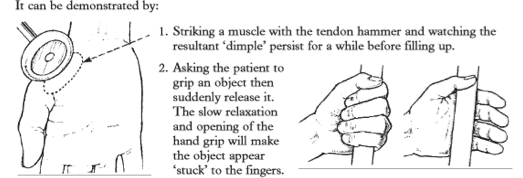 It can be demonstrated by:
1. Striking a muscle with the tendon hammer and watching the
resultant ‘dimple’ persist for a while before filling up.
2. Asking the patient to
grip an object then
suddenly release it.
The slow relaxation
and opening of the
hand grip will make
the object appear
‘stuck’ to the fingers.